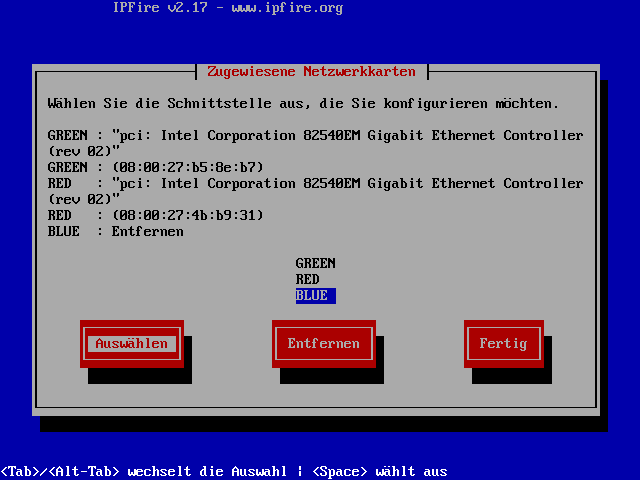 IPFire v2.17 - www.ipfire.org
Zugewiesene Netzwerkkarten
Wählen Sie die Schnittstelle aus, die Sie konfigurieren möchten.
GREEN : "pci: Intel Corporation 82540EM Gigabit Ethernet Controller
(rev 02)"
GREEN : (08:00:27:b5:8e:b7)
RED   : "pci: Intel Corporation 82540EM Gigabit Ethernet Controller
(rev 02)"
RED   : (08:00:27:4b:b9:31)
BLUE  : Entfernen
GREEN
RED
BLUE
Auswählen Entfernen Fertig
<Tab>/<Alt-Tab> wechselt die Auswahl | <Space> wählt aus